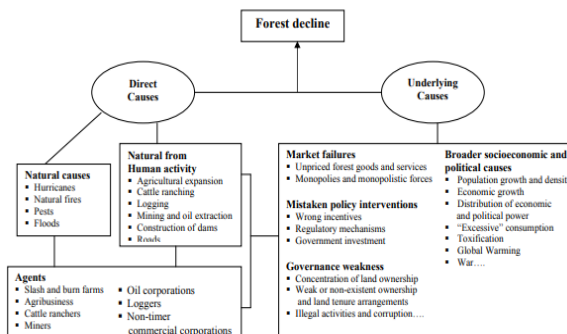 Forest decline
Direct
Causes
Underlying
Causes
Natural causes
▪ Hurricanes
▪ Natural fires
▪ Pests
▪ Floods
Natural from
Human activity
▪ Agricultural expansion
▪ Cattle ranching
▪ Logging
▪ Mining and oil extraction
▪ Construction of dams
▪ Roads
Market failures
▪ Unpriced forest goods and services
▪ Monopolies and monopolistic forces
Mistaken policy interventions
▪ Wrong incentives
▪ Regulatory mechanisms
▪ Government investment
Governance weakness
▪ Concentration of land ownership
▪ Weak or non-existent ownership
and land tenure arrangements
▪ Illegal activities and corruption….
Broader socioeconomic and
political causes
▪ Population growth and densit
▪ Economic growth
▪ Distribution of economic
and political power
▪ “Excessive” consumption
▪ Toxification
▪ Global Warming
▪ War….
Agents
▪ Slash and burn farms
▪ Agribusiness
▪ Cattle ranchers
▪ Miners
▪ Oil corporations
▪ Loggers
▪ Non-timer
commercial corporations